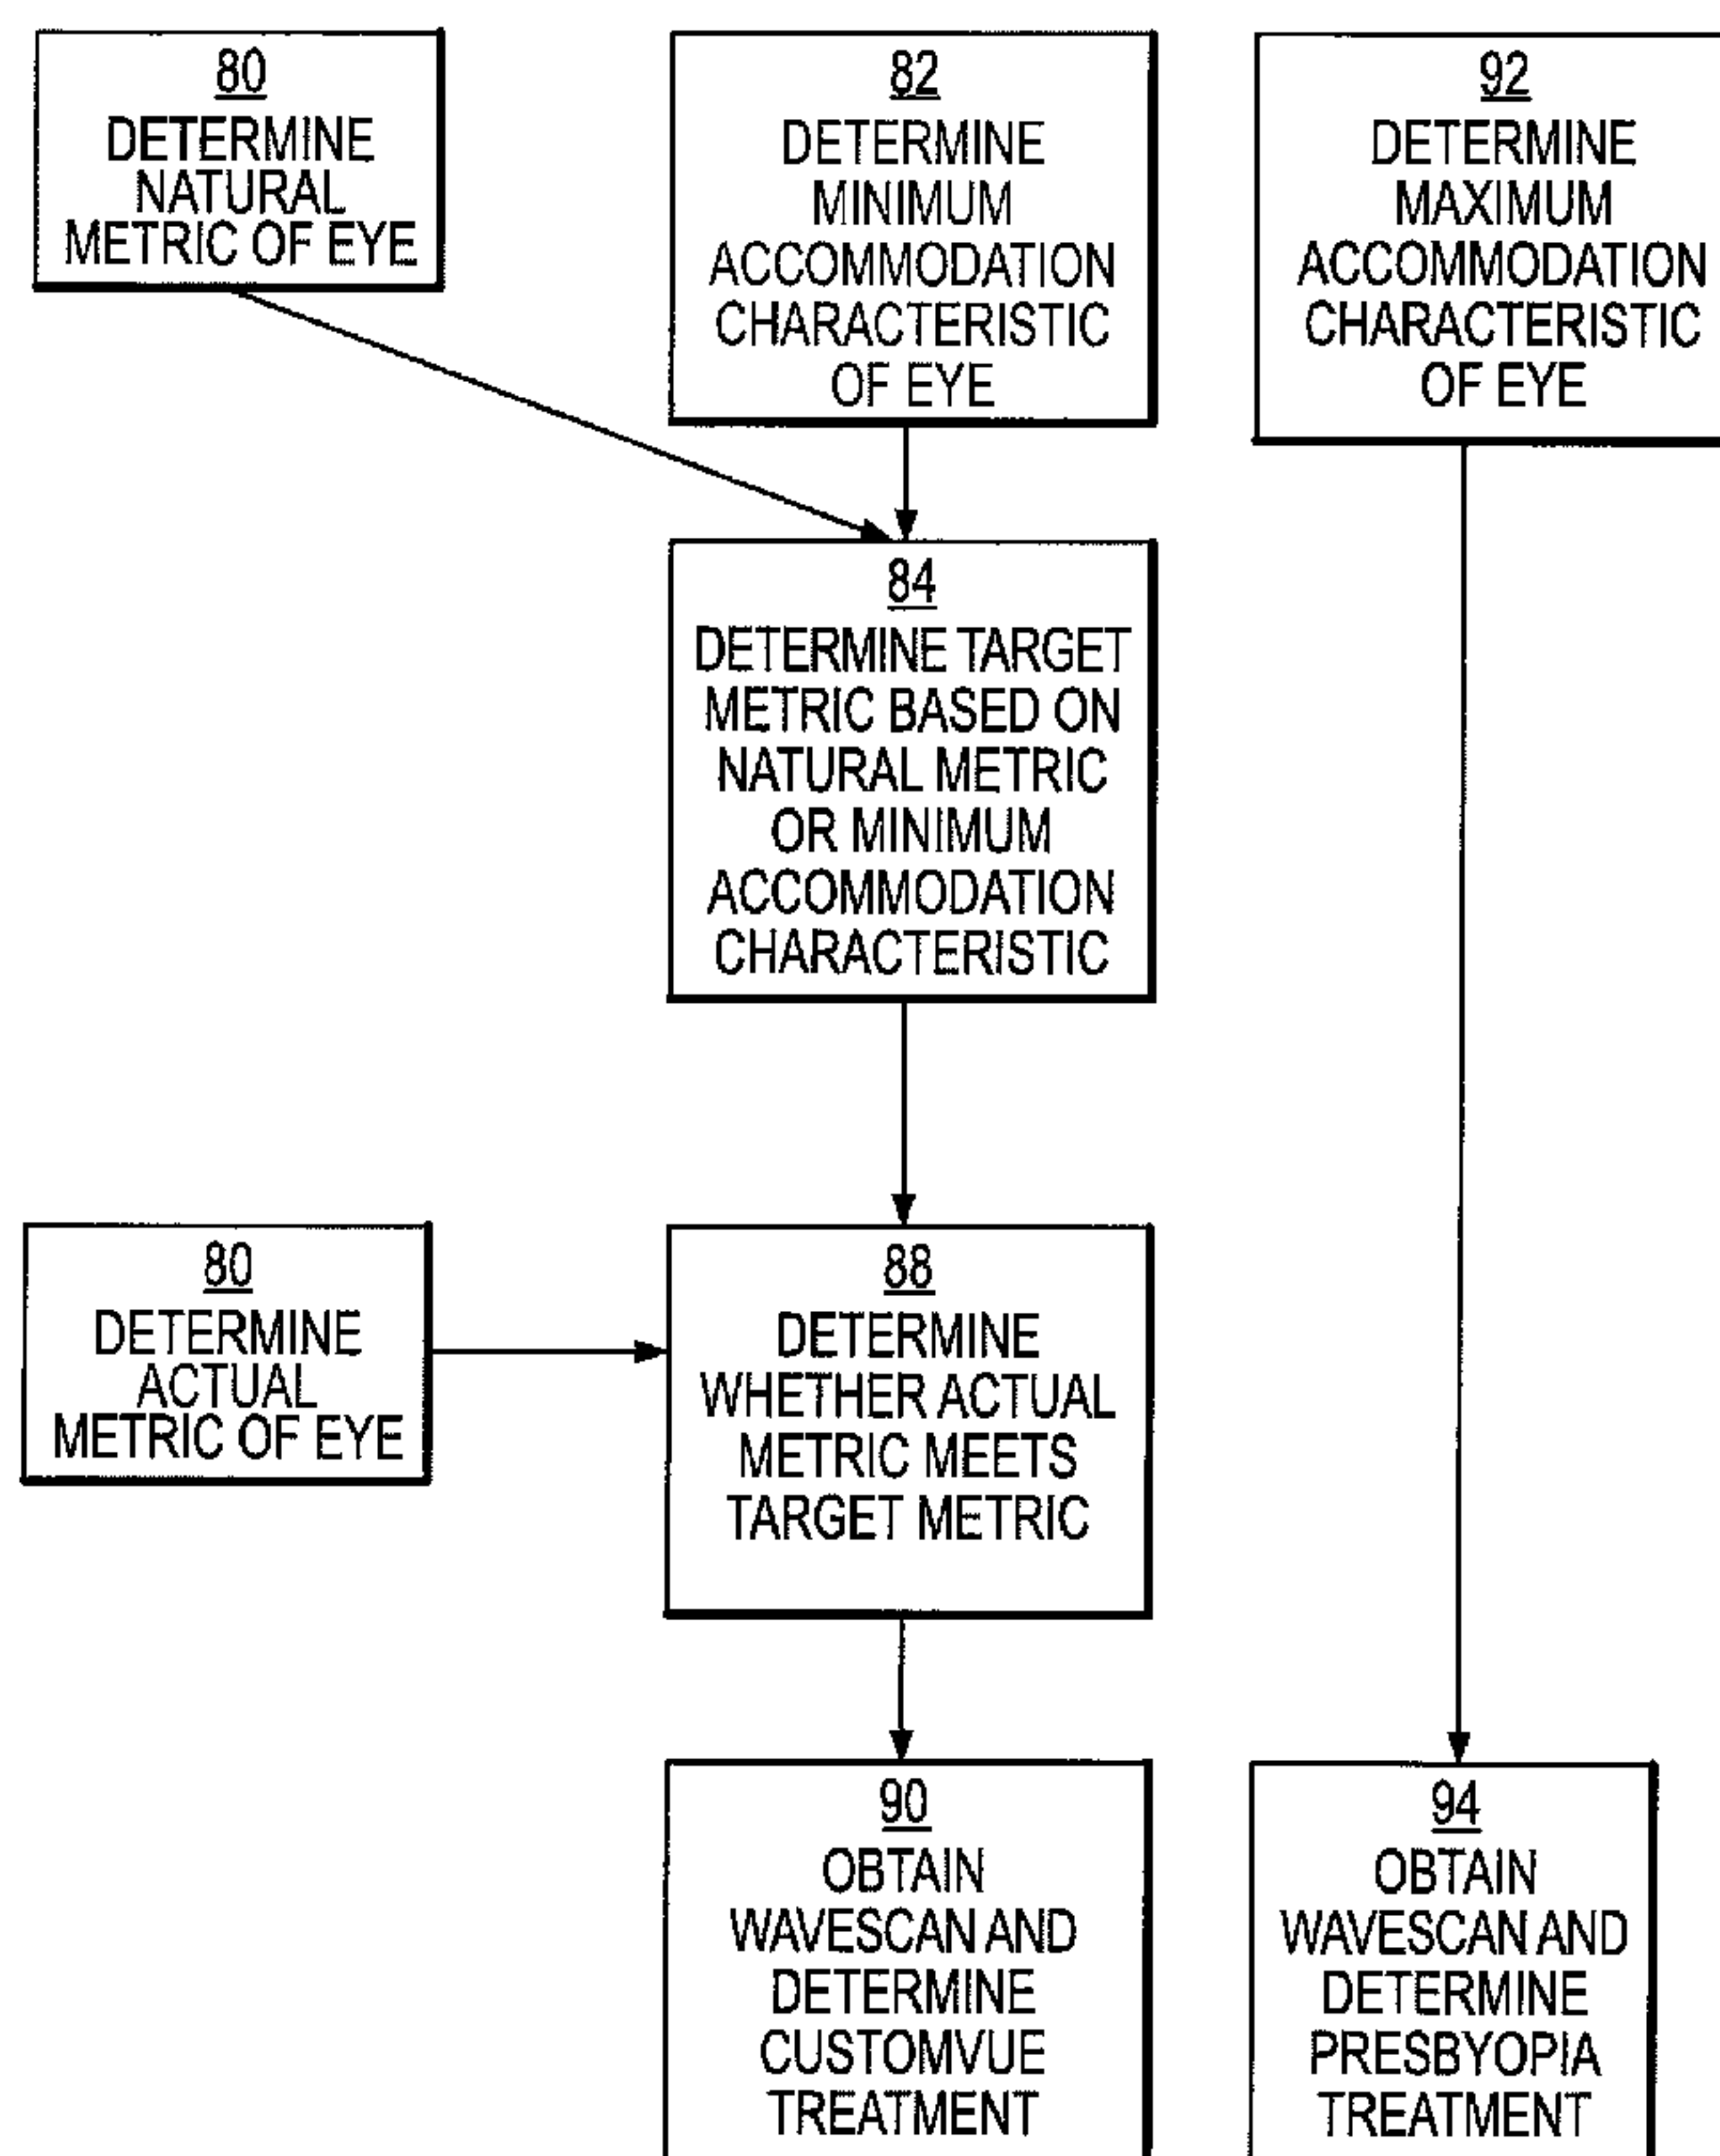 80
DETERMINE
NATURAL
METRIC OF EYE
82
DETERMINE
MINIMUM
ACCOMMODATION
CHARACTERISTIC
OF EYE
92
DETERMINE
MAXIMUM
ACCOMMODATION
CHARACTERISTIC
OF EYE
84
DETERMINE TARGET
METRIC BASED ON
NATURAL METRIC
OR MINIMUM
ACCOMMODATION
CHARACTERISTIC
80
DETERMINE
ACTUAL
METRIC OF EYE
88
DETERMINE
WHETHER ACTUAL
METRIC MEETS
TARGET METRIC
90
OBTAIN
WAVESCAN AND
DETERMINE
CUSTOMVUE
TREATMENT
94
OBTAIN
WAVESCAN AND
DETERMINE
PRESBYOPIA
TREATMENT